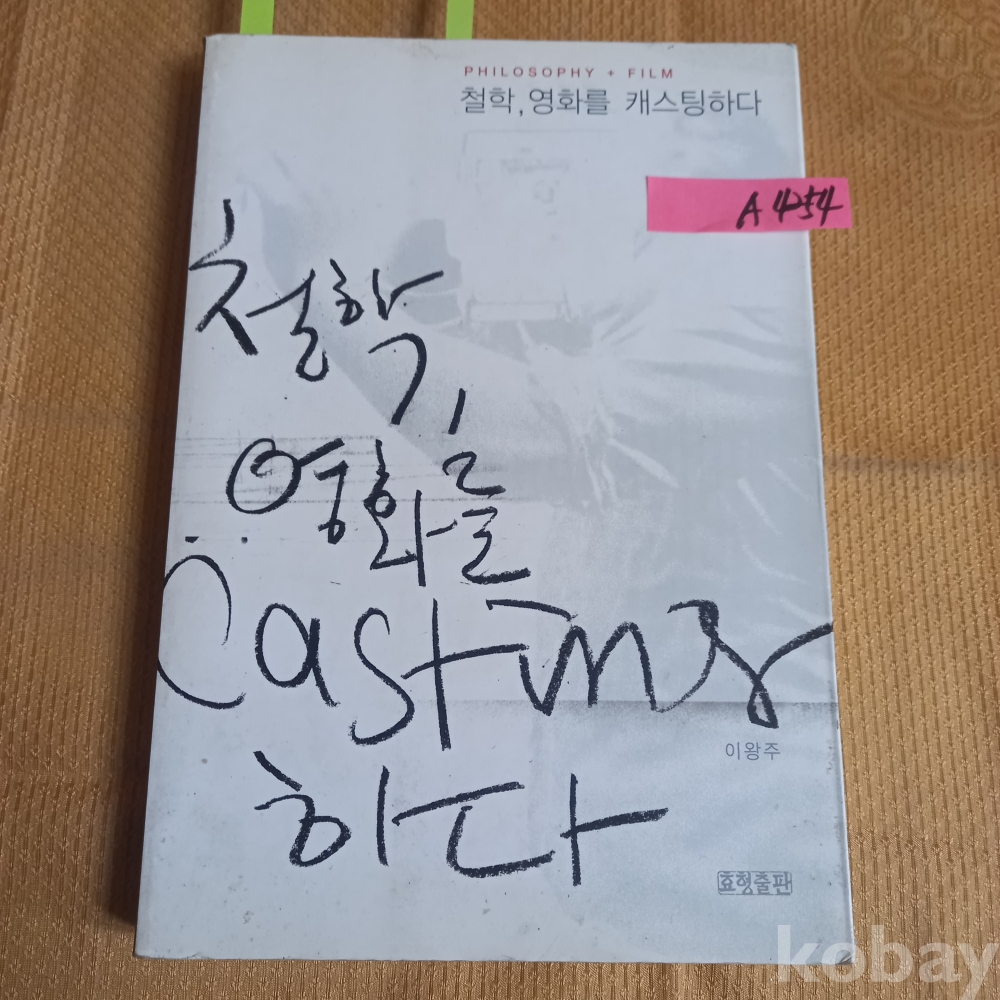 PHILOSOPHY + FILM
철학, 영화를 캐스팅하다
A 4254
철학,
영화를
Casting
하다
이왕주
효형출판
kobay